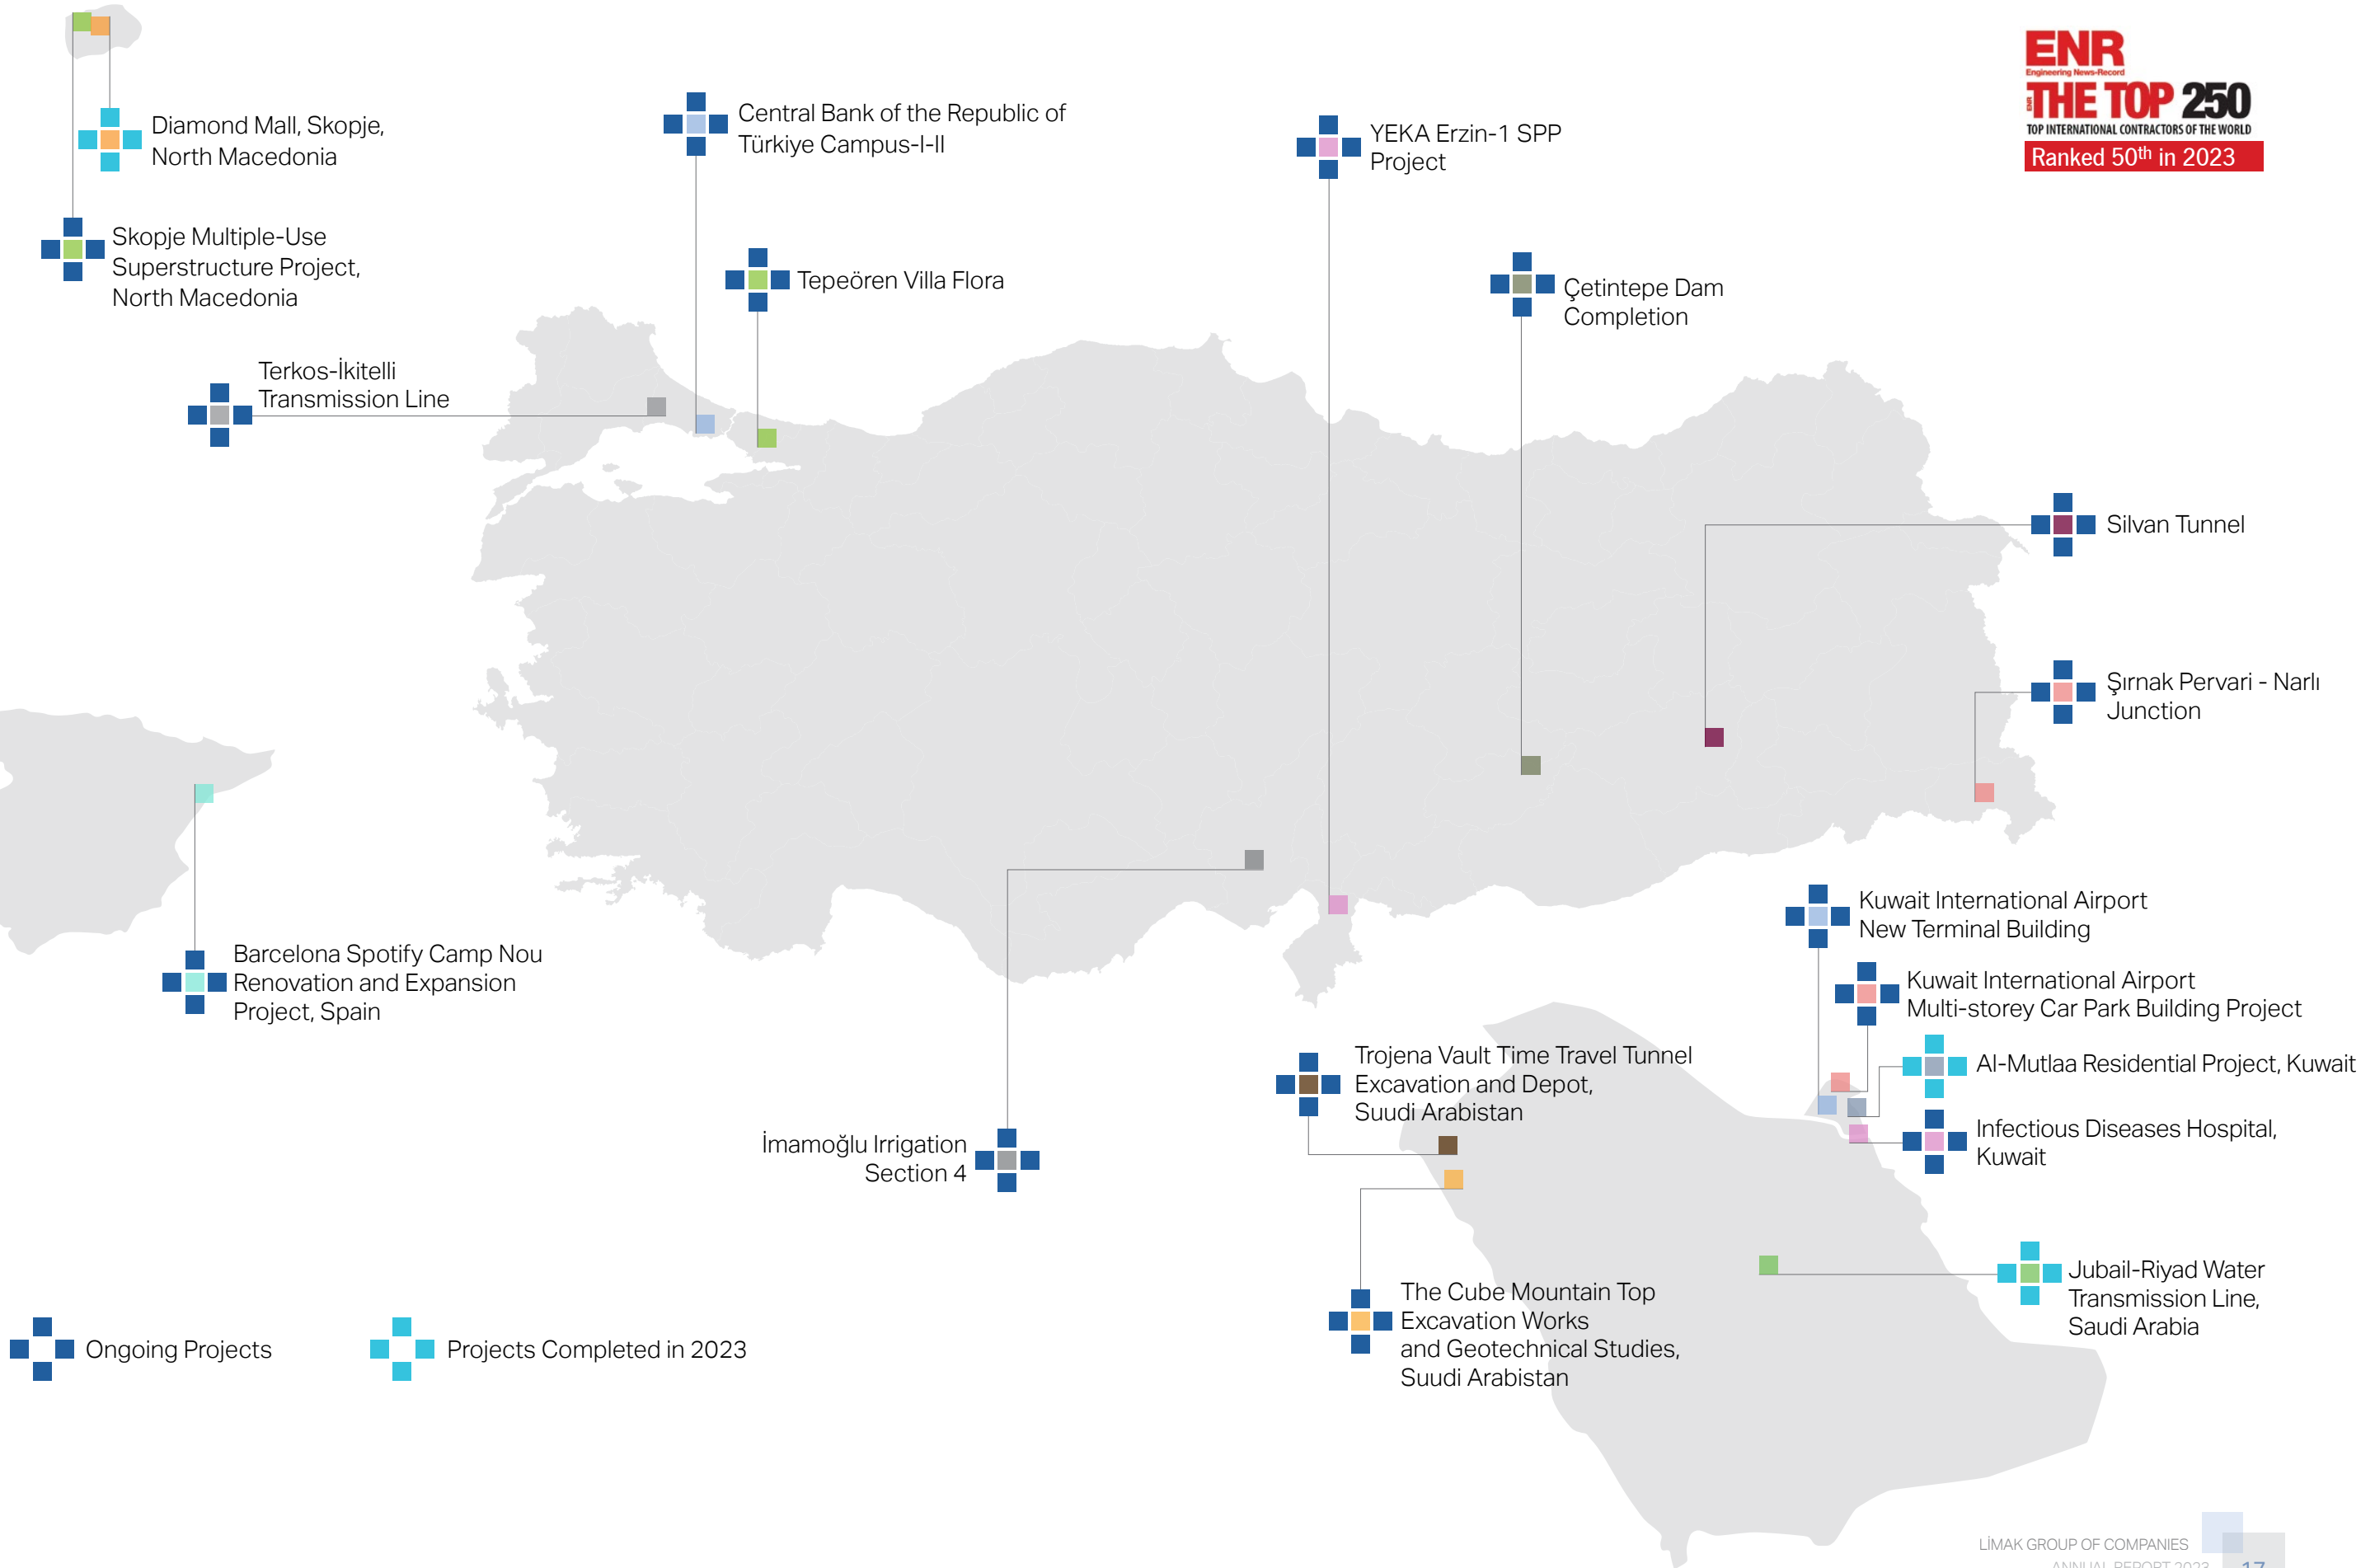 ENR
Engineering News-Record
ENR THE TOP 250
TOP INTERNATIONAL CONTRACTORS OF THE WORLD
Ranked 50th in 2023
Diamond Mall, Skopje,
North Macedonia
Central Bank of the Republic of
Türkiye Campus-I-II
YEKA Erzin-1 SPP
Project
Skopje Multiple-Use
Superstructure Project,
North Macedonia
Tepeören Villa Flora
Çetintepe Dam
Completion
Terkos-İkitelli
Transmission Line
Silvan Tunnel
Şırnak Pervari - Narlı
Junction
Barcelona Spotify Camp Nou
Renovation and Expansion
Project, Spain
Kuwait International Airport
New Terminal Building
Kuwait International Airport
Multi-storey Car Park Building Project
Al-Mutlaa Residential Project, Kuwait
Infectious Diseases Hospital,
Kuwait
Trojena Vault Time Travel Tunnel
Excavation and Depot,
Suudi Arabistan
İmamoğlu Irrigation
Section 4
The Cube Mountain Top
Excavation Works
and Geotechnical Studies,
Suudi Arabistan
Jubail-Riyad Water
Transmission Line,
Saudi Arabia
Ongoing Projects
Projects Completed in 2023
LİMAK GROUP OF COMPANIES
ANNUAL REPORT 2023
17